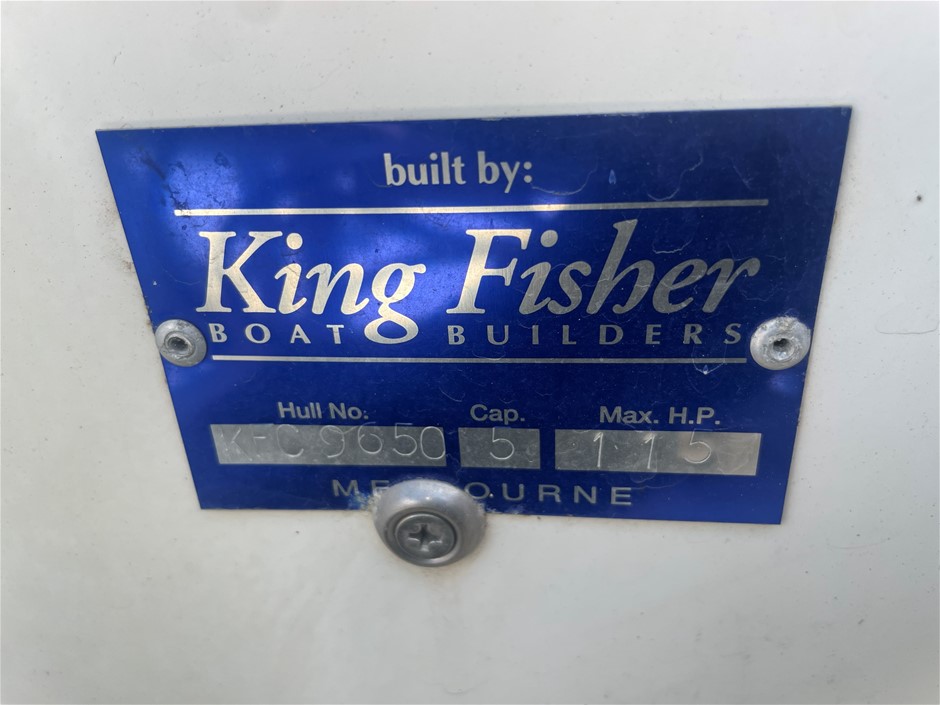 built by:
King Fisher
BOAT BUILDERS
Hull No. Cap. Max. H.P.
5 115